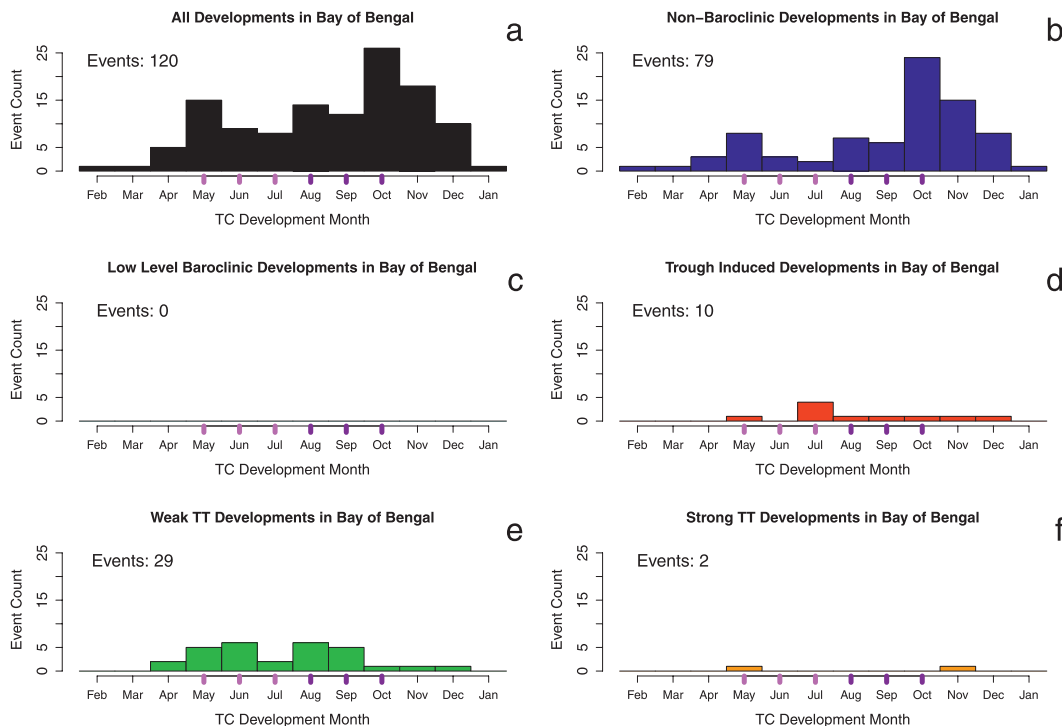 All Developments in Bay of Bengal
a
Events: 120
Event Count
0 5 15 25
Feb Mar Apr May Jun Jul Aug Sep Oct Nov Dec Jan
TC Development Month
Non−Baroclinic Developments in Bay of Bengal
b
Events: 79
Event Count
0 5 15 25
Feb Mar Apr May Jun Jul Aug Sep Oct Nov Dec Jan
TC Development Month
Low Level Baroclinic Developments in Bay of Bengal
c
Events: 0
Event Count
0 5 15 25
Feb Mar Apr May Jun Jul Aug Sep Oct Nov Dec Jan
TC Development Month
Trough Induced Developments in Bay of Bengal
d
Events: 10
Event Count
0 5 15 25
Feb Mar Apr May Jun Jul Aug Sep Oct Nov Dec Jan
TC Development Month
Weak TT Developments in Bay of Bengal
e
Events: 29
Event Count
0 5 15 25
Feb Mar Apr May Jun Jul Aug Sep Oct Nov Dec Jan
TC Development Month
Strong TT Developments in Bay of Bengal
f
Events: 2
Event Count
0 5 15 25
Feb Mar Apr May Jun Jul Aug Sep Oct Nov Dec Jan
TC Development Month